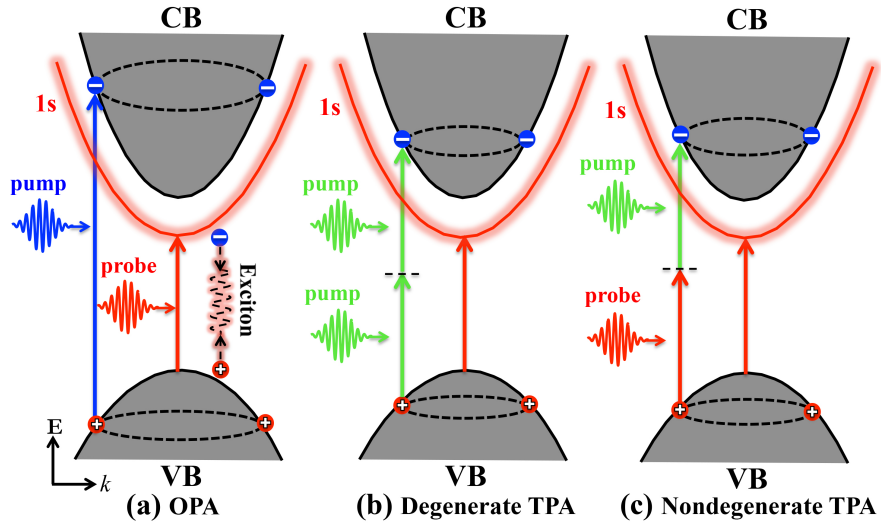 CB
1s
pump
probe
Exciton
E
k
VB
(a) OPA
CB
1s
pump
pump
VB
(b) Degenerate TPA
CB
1s
pump
probe
VB
(c) Nondegenerate TPA